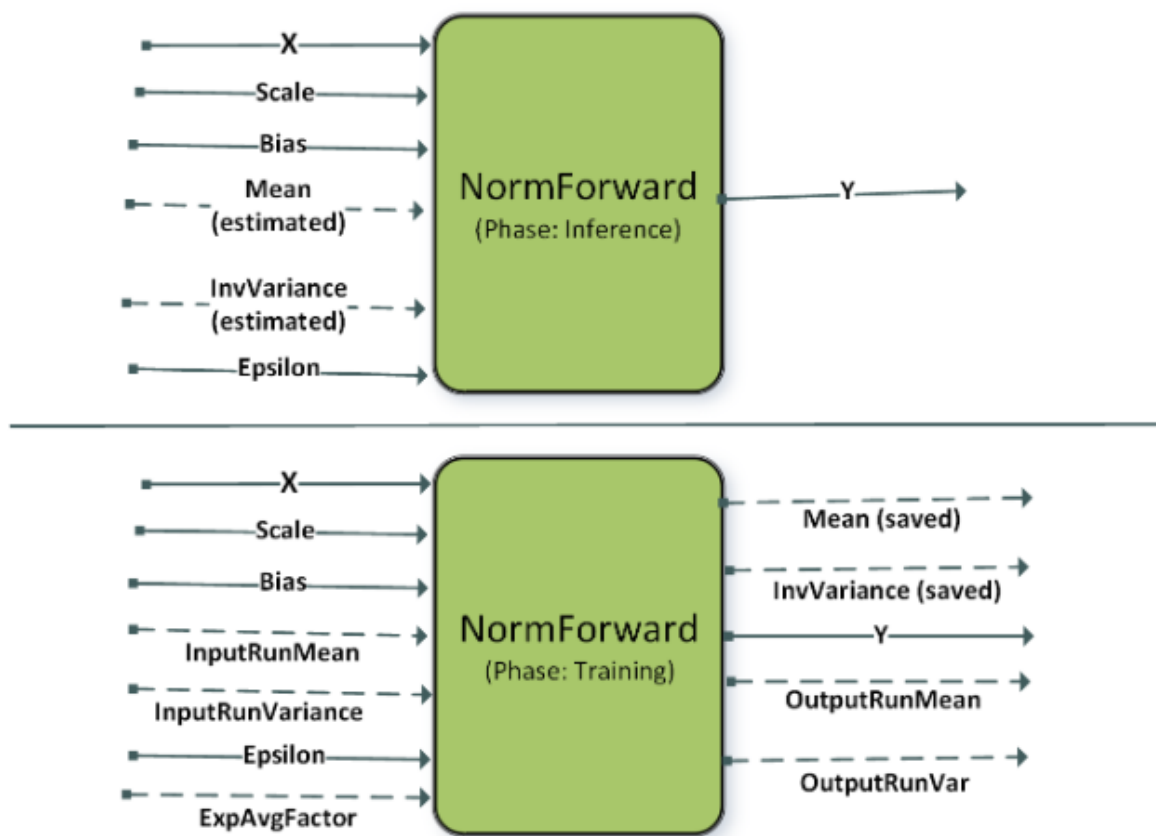 X
Scale
Bias
Mean
(estimated)
InvVariance
(estimated)
Epsilon
NormForward
(Phase: Inference)
Y
X
Scale
Bias
InputRunMean
InputRunVariance
Epsilon
ExpAvgFactor
NormForward
(Phase: Training)
Mean (saved)
InvVariance (saved)
Y
OutputRunMean
OutputRunVar